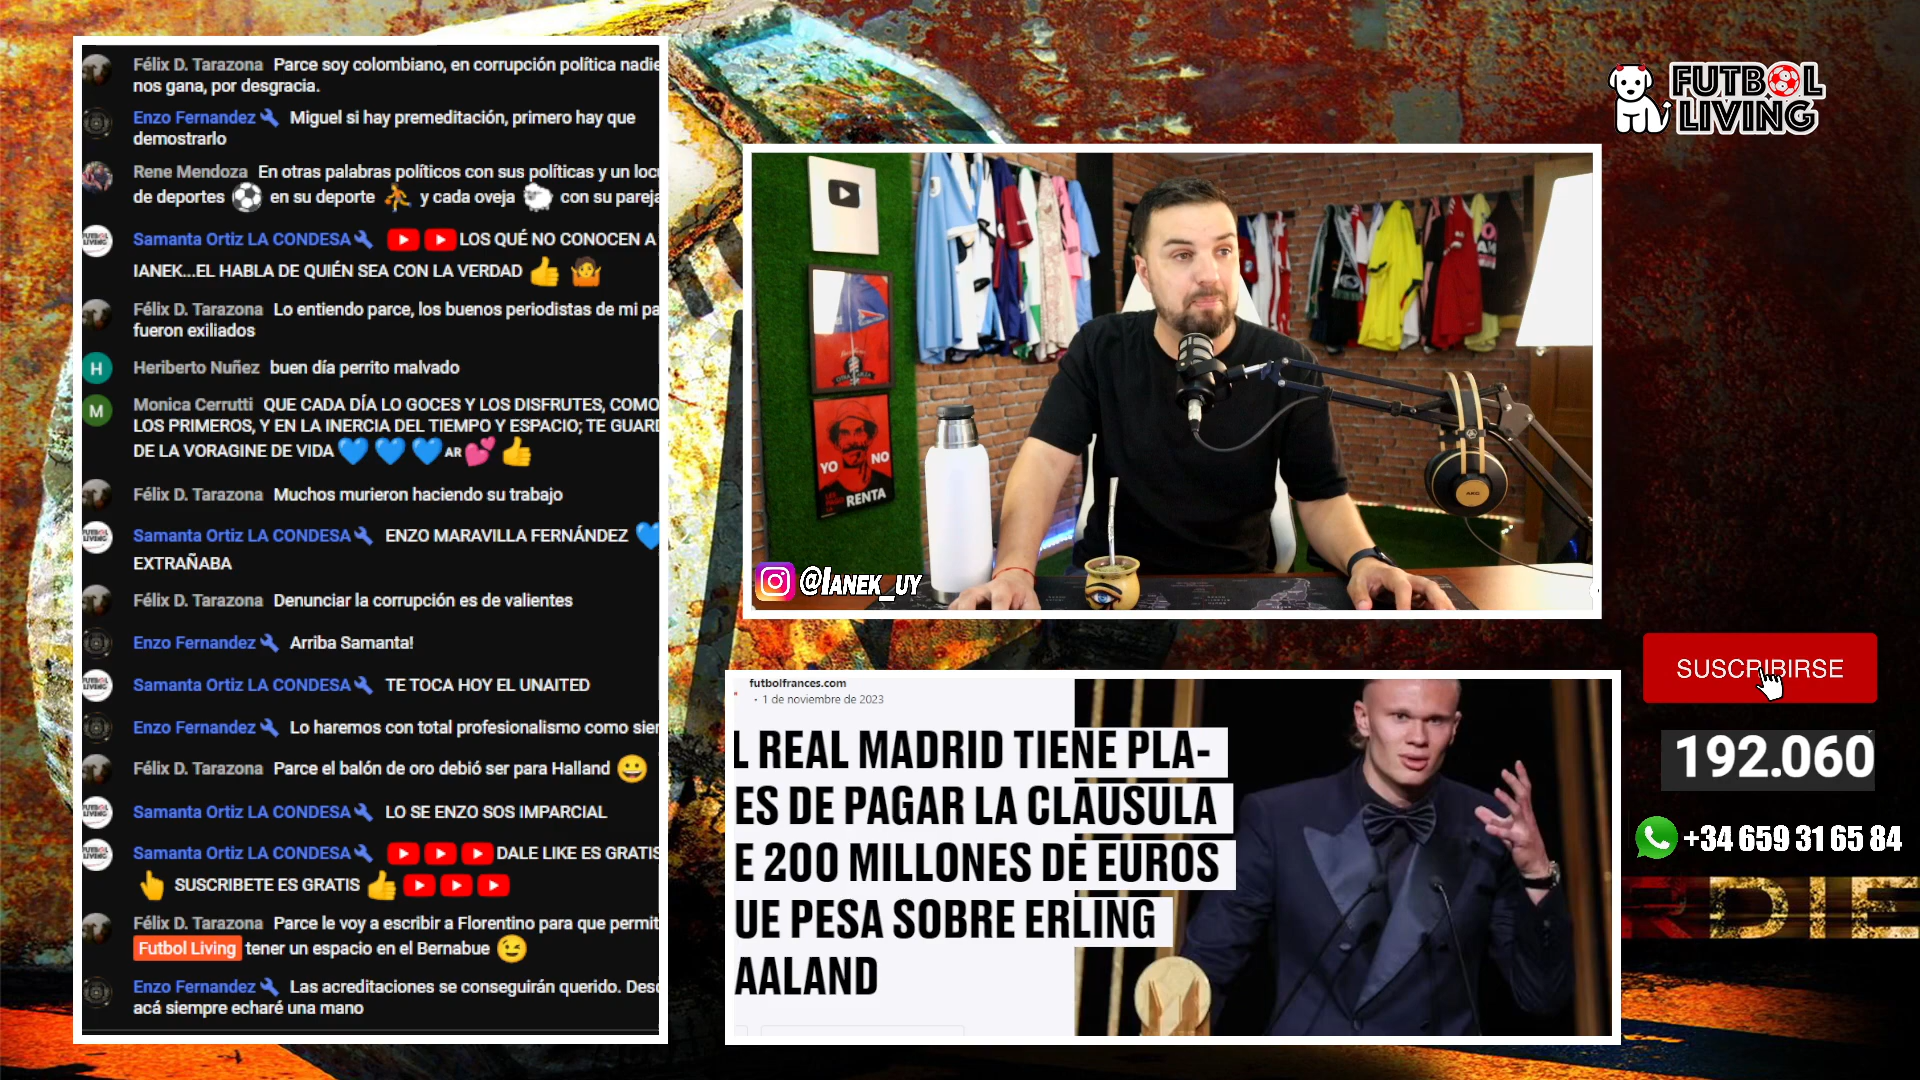 Félix D. Tarazona Parce soy colombiano, en corrupción política nadie
nos gana, por desgracia.
Enzo Fernandez Miguel si hay premeditación, primero hay que
demostrarlo
Rene Mendoza En otras palabras políticos con sus políticas y un locu
de deportes en su deporte y cada oveja con su pareja
Samanta Ortiz LA CONDESA LOS QUÉ NO CONOCEN A
IANEK...EL HABLA DE QUIÉN SEA CON LA VERDAD
Félix D. Tarazona Lo entiendo parce, los buenos periodistas de mi pa
fueron exiliados
H
Heriberto Nuñez buen día perrito malvado
M
Monica Cerrutti QUE CADA DÍA LO GOCES Y LOS DISFRUTES, COMO
LOS PRIMEROS, Y EN LA INERCIA DEL TIEMPO Y ESPACIO; TE GUARD
DE LA VORAGINE DE VIDA AR
Félix D. Tarazona Muchos murieron haciendo su trabajo
Samanta Ortiz LA CONDESA ENZO MARAVILLA FERNÁNDEZ
EXTRAÑABA
Félix D. Tarazona Denunciar la corrupción es de valientes
Enzo Fernandez Arriba Samanta!
Samanta Ortiz LA CONDESA TE TOCA HOY EL UNAITED
Enzo Fernandez Lo haremos con total profesionalismo como sier
Félix D. Tarazona Parce el balón de oro debió ser para Halland
Samanta Ortiz LA CONDESA LO SE ENZO SOS IMPARCIAL
Samanta Ortiz LA CONDESA DALE LIKE ES GRATIS
SUSCRIBETE ES GRATIS
Félix D. Tarazona Parce le voy a escribir a Florentino para que permit
Futbol Living tener un espacio en el Bernabue
Enzo Fernandez Las acreditaciones se conseguirán querido. Desd
acá siempre echaré una mano
FUTBOL
LIVING
YO NO
RENTA
AKG
@IANEK_UY
futbolfrances.com
• 1 de noviembre de 2023
L REAL MADRID TIENE PLA-
ES DE PAGAR LA CLÁUSULA
E 200 MILLONES DE EUROS
UE PESA SOBRE ERLING
AALAND
SUSCRIBIRSE
192.060
+34 659 31 65 84
R DIE